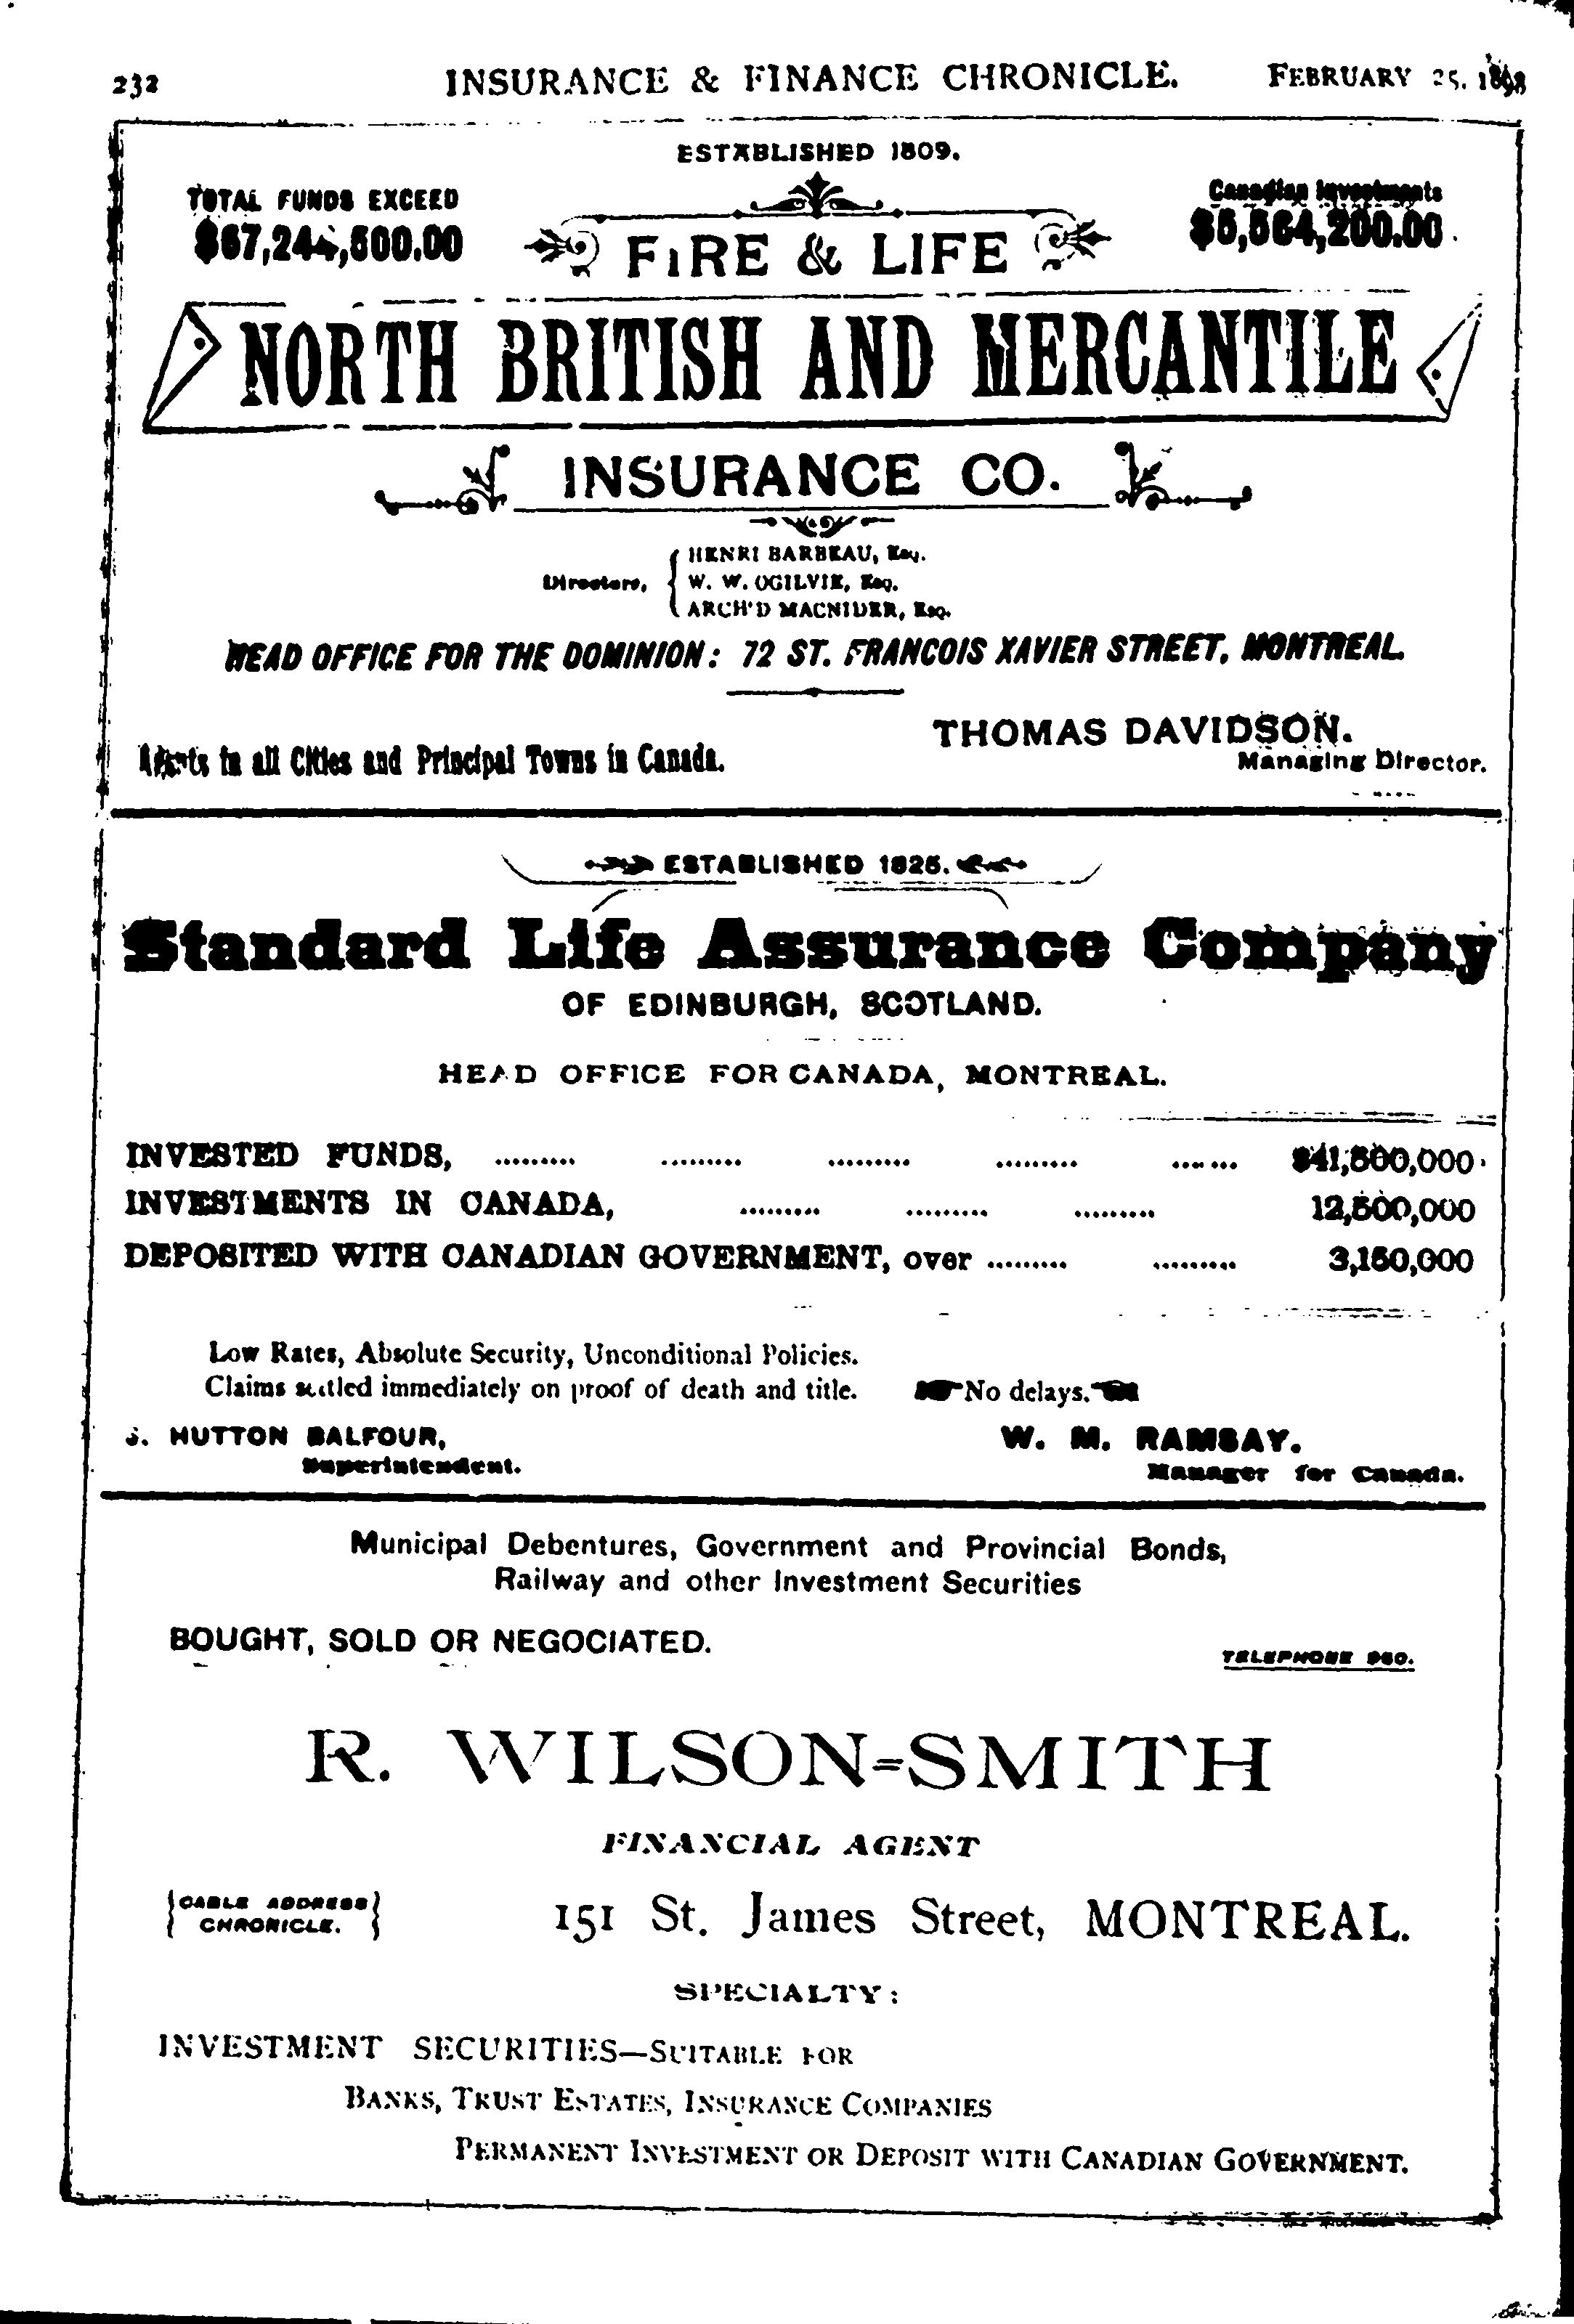 232 INSURANCE & FINANCE CHRONICLE. FEBRUARY 25. 1898
ESTABLISHED 1809.
TOTAL FUNDS EXCEED
$67,244,500.00
Canadian Investments
$5,564,200.00
FIRE & LIFE
NORTH BRITISH AND MERCANTILE
INSURANCE CO.
HENRI BARBEAU, Esq.
Directors, W. W. OGILVIE, Esq.
ARCH'D MACNIDER, Esq.
HEAD OFFICE FOR THE DOMINION: 72 ST. FRANCOIS XAVIER STREET, MONTREAL.
THOMAS DAVIDSON.
Agents in all Cities and Principal Towns in Canada.
Managing Director.
ESTABLISHED 1825.
Standard Life Assurance Company
OF EDINBURGH, SCOTLAND.
HEAD OFFICE FOR CANADA, MONTREAL.
INVESTED FUNDS, ......... ......... ......... ......... ....... $41,500,000
INVESTMENTS IN CANADA, ......... ......... ......... 12,500,000
DEPOSITED WITH CANADIAN GOVERNMENT, over ......... ......... 3,150,000
Low Rates, Absolute Security, Unconditional Policies.
Claims settled immediately on proof of death and title. No delays.
HUTTON BALFOUR, W. M. RAMSAY.
Superintendent. Manager for Canada.
Municipal Debentures, Government and Provincial Bonds,
Railway and other Investment Securities
BOUGHT, SOLD OR NEGOCIATED.
TELEPHONE 950.
R. WILSON=SMITH
FINANCIAL AGENT
CABLE ADDRESS
CHRONICLE.
151 St. James Street, MONTREAL.
SPECIALTY:
INVESTMENT SECURITIES—SUITABLE FOR
BANKS, TRUST ESTATES, INSURANCE COMPANIES
PERMANENT INVESTMENT OR DEPOSIT WITH CANADIAN GOVERNMENT.